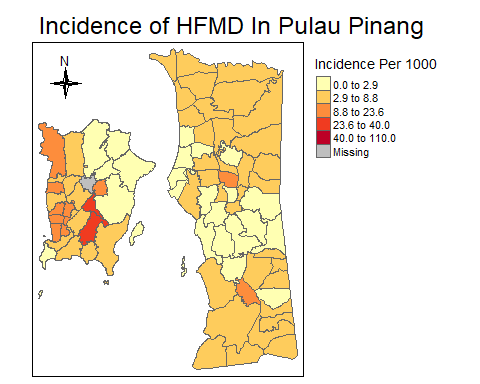 Incidence of HFMD In Pulau Pinang
N
Incidence Per 1000
0.0 to 2.9
2.9 to 8.8
8.8 to 23.6
23.6 to 40.0
40.0 to 110.0
Missing